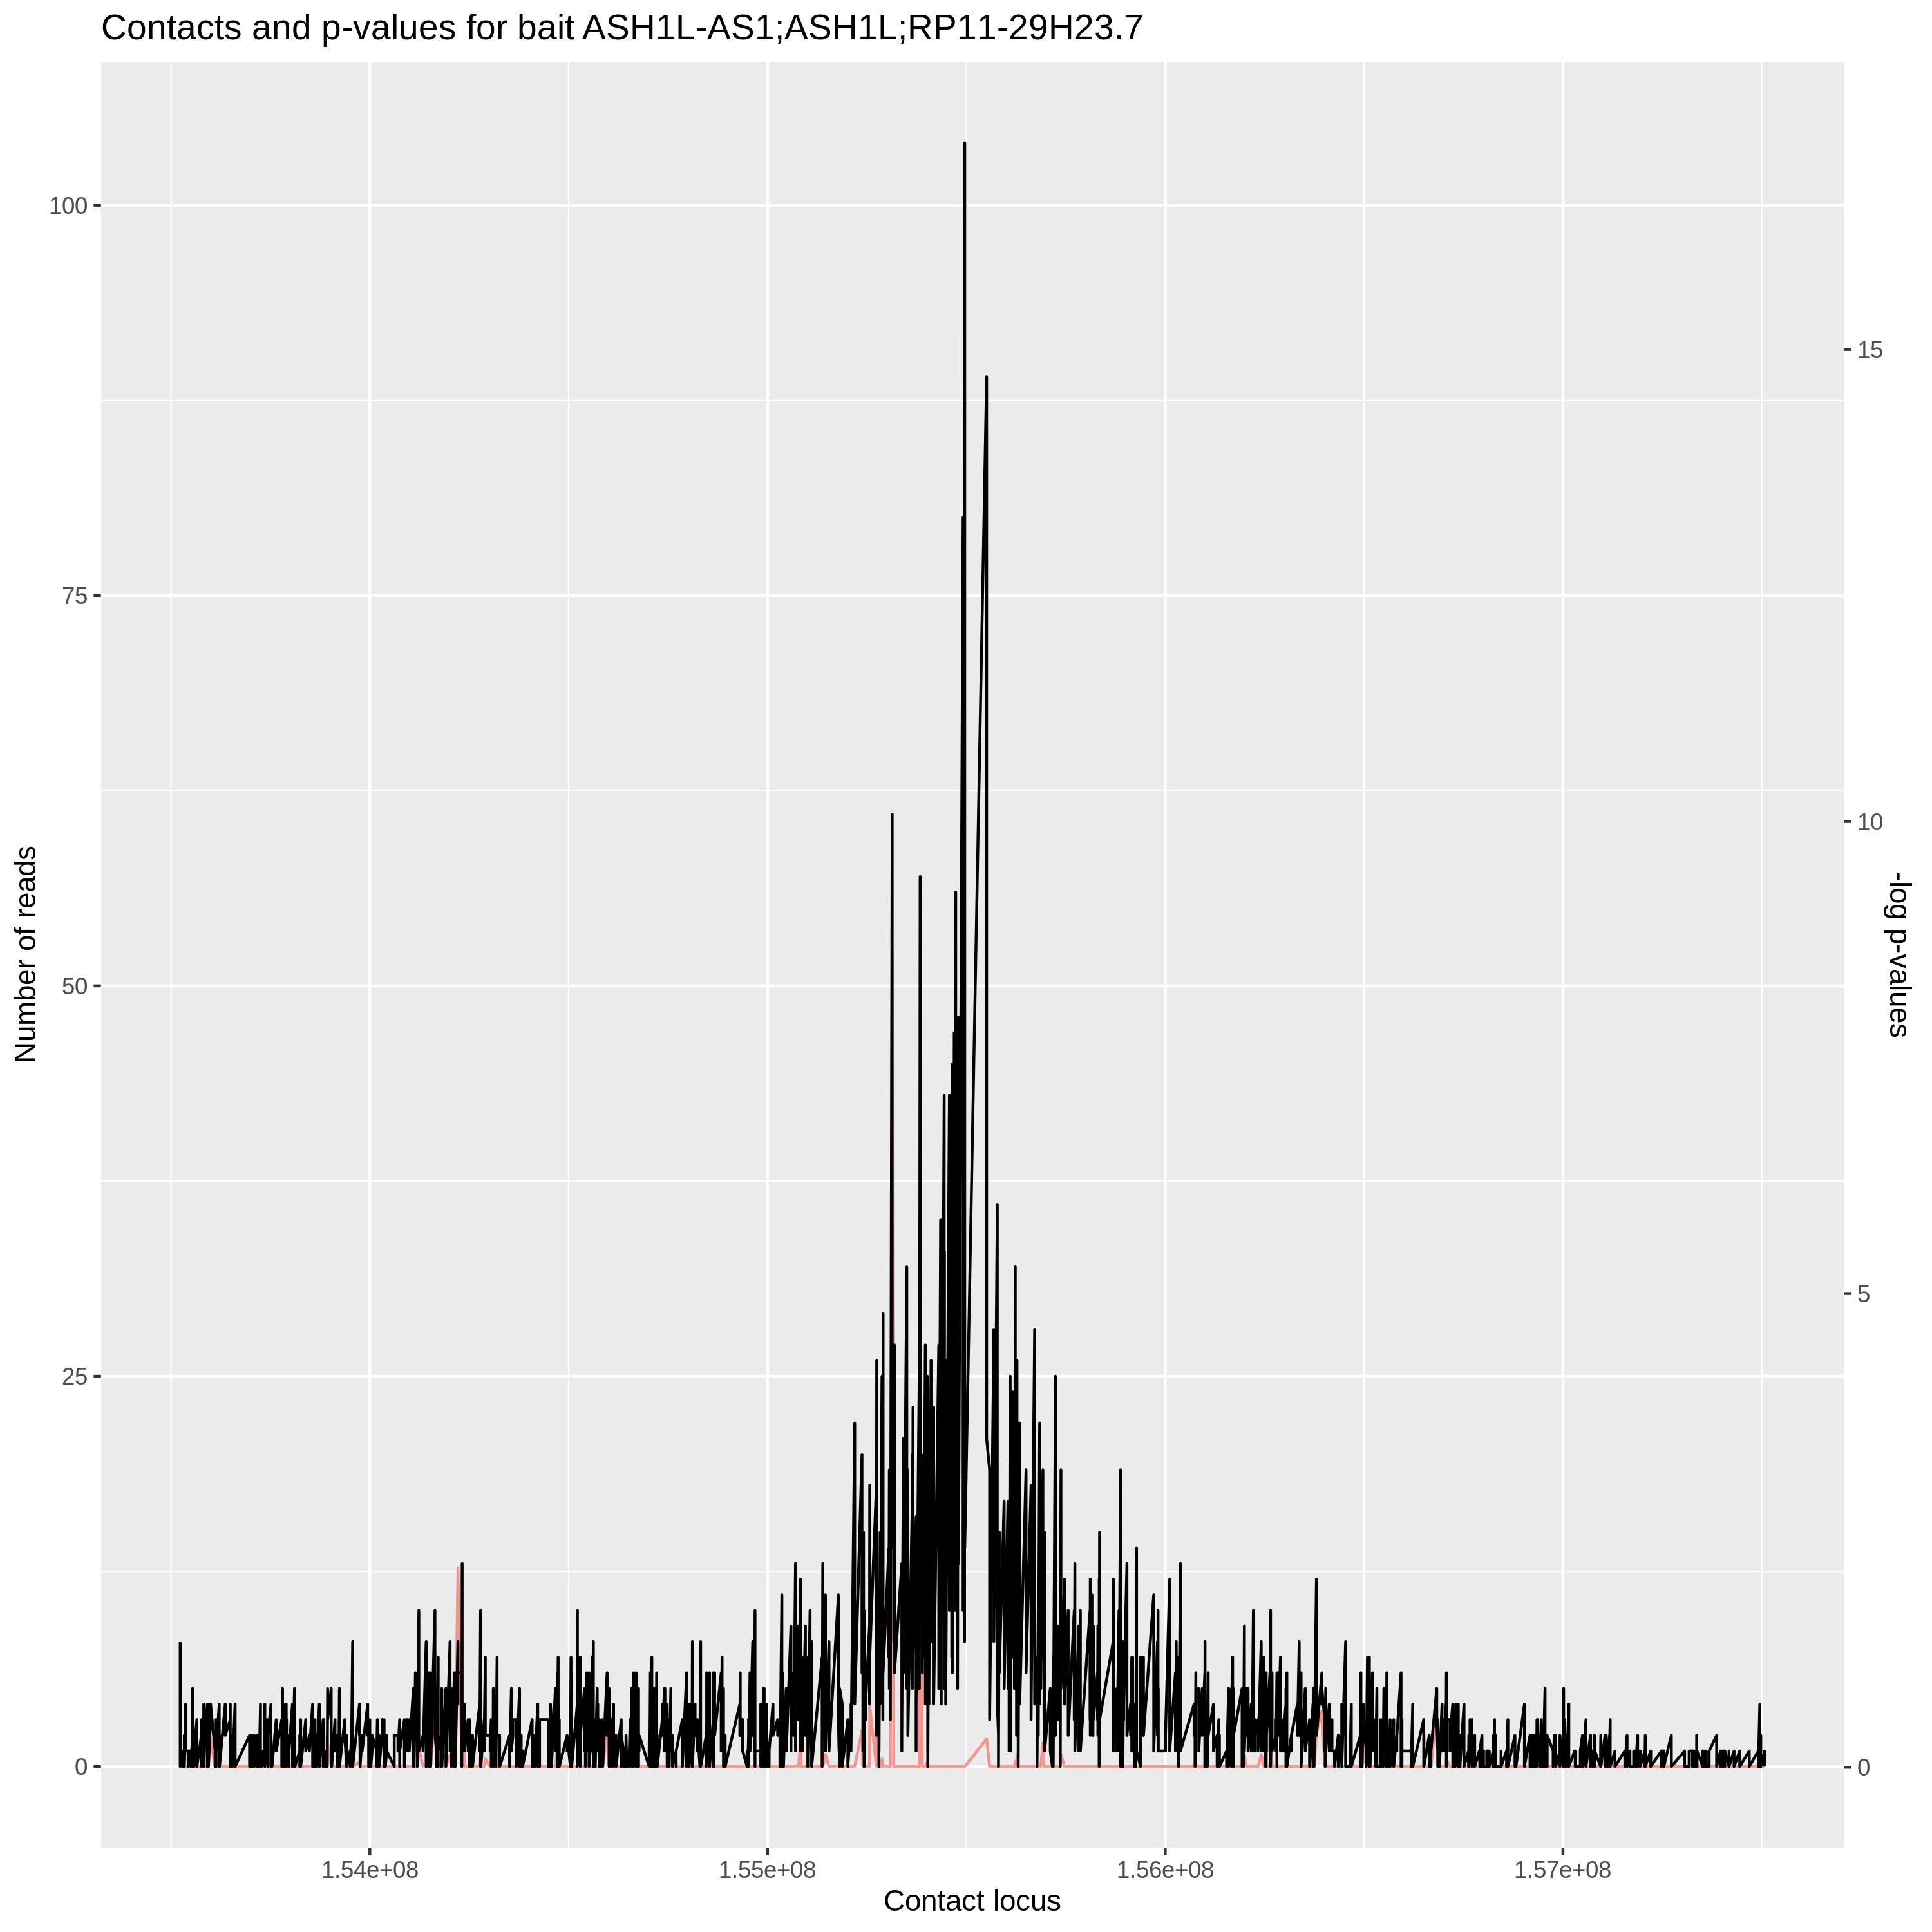 Contacts and p-values for bait ASH1L-AS1;ASH1L;RP11-29H23.7
100
75
50
25
0
Number of reads
15
10
5
0
-log p-values
1.54e+08
1.55e+08
1.56e+08
1.57e+08
Contact locus